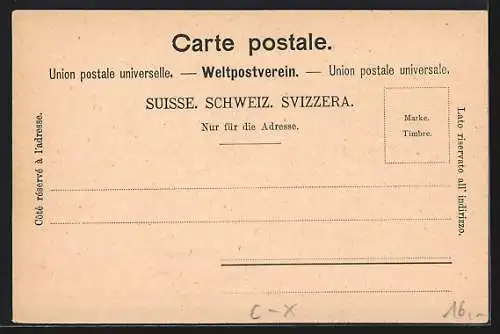 Carte postale.
Union postale universelle. — Weltpostverein. — Union postale universale.
SUISSE. SCHWEIZ. SVIZZERA.
Nur für die Adresse.
Marke.
Timbre.
Côté réservé à l'adresse.
Lato riservato all' indirizzo.
C-X
16.-